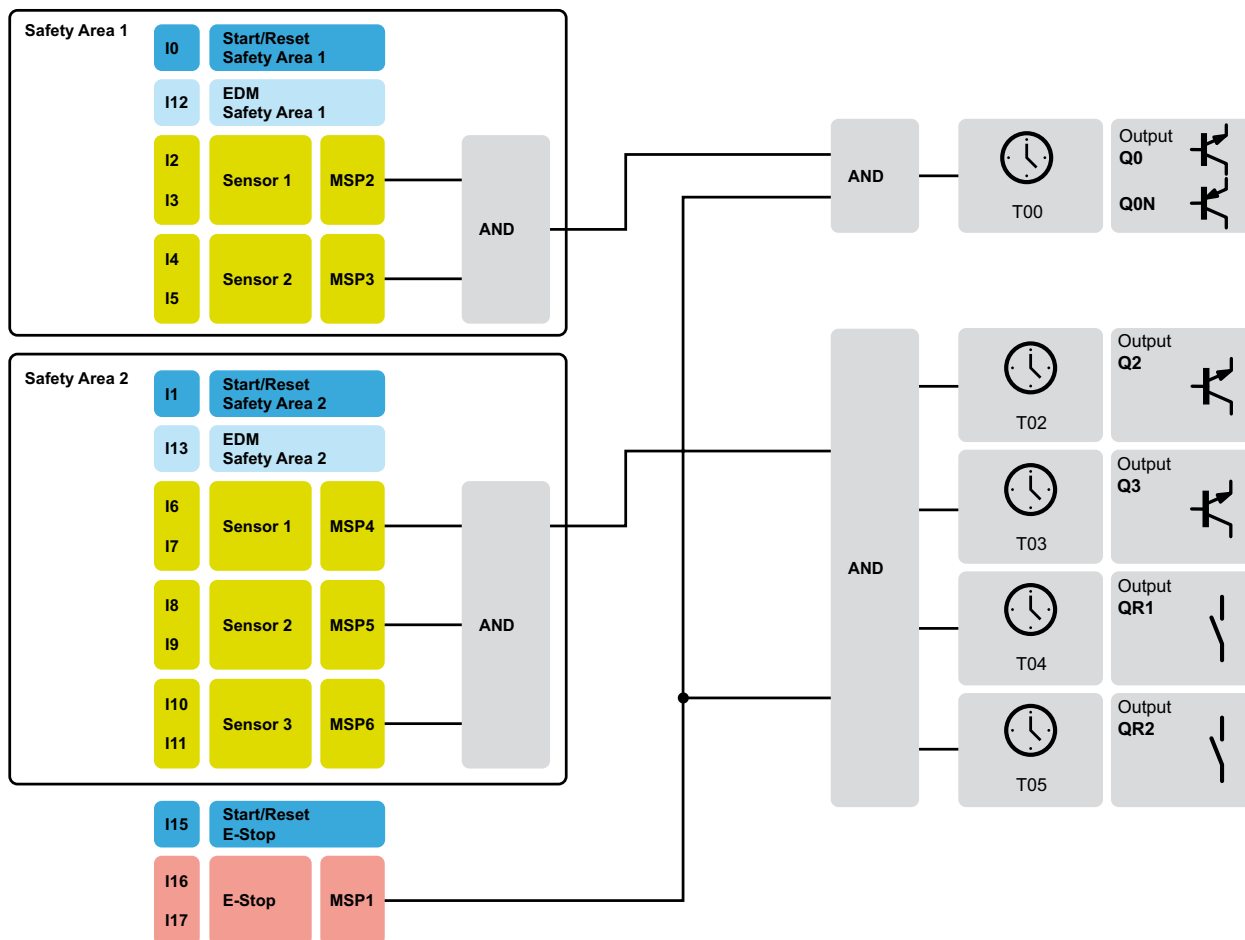 Safety Area 1
I0
Start/Reset
Safety Area 1
I12
EDM
Safety Area 1
I2
I3
Sensor 1
MSP2
I4
I5
Sensor 2
MSP3
AND
Safety Area 2
I1
Start/Reset
Safety Area 2
I13
EDM
Safety Area 2
I6
I7
Sensor 1
MSP4
I8
I9
Sensor 2
MSP5
I10
I11
Sensor 3
MSP6
AND
I15
Start/Reset
E-Stop
I16
I17
E-Stop
MSP1
AND
T00
Output
Q0
Q0N
AND
T02
Output
Q2
T03
Output
Q3
T04
Output
QR1
T05
Output
QR2